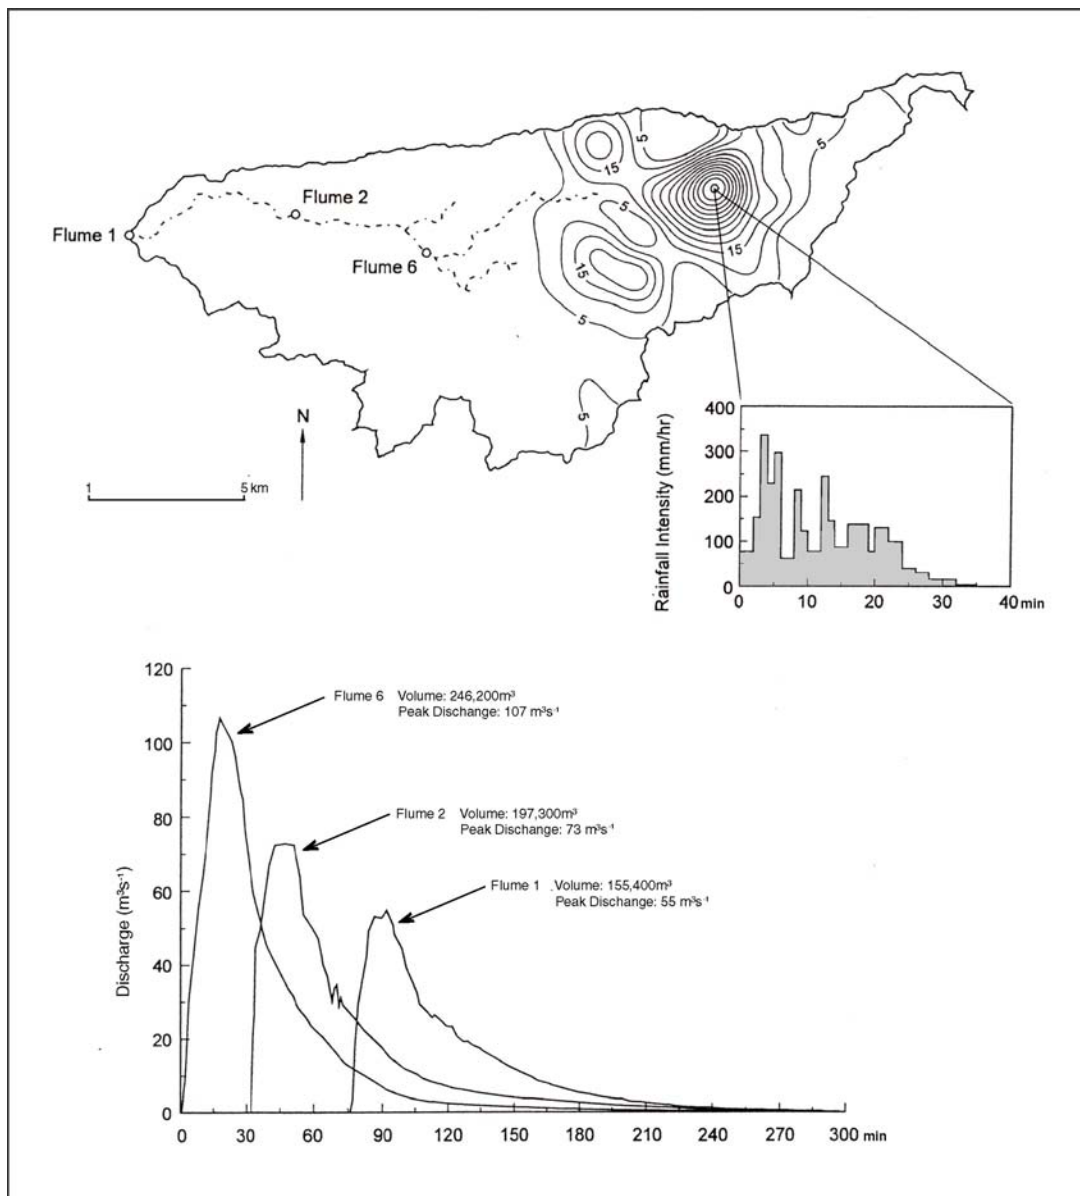 5
15
5
15
5
15
5
5
Flume 2
Flume 1
Flume 6
N
1 5 km
Rainfall Intensity (mm/hr)
400
300
200
100
0
0 10 20 30 40 min
Discharge (m³s⁻¹)
120
100
80
60
40
20
0
Flume 6 Volume: 246,200m³
Peak Discharge: 107 m³s⁻¹
Flume 2 Volume: 197,300m³
Peak Discharge: 73 m³s⁻¹
Flume 1 Volume: 155,400m³
Peak Discharge: 55 m³s⁻¹
0 30 60 90 120 150 180 210 240 270 300 min